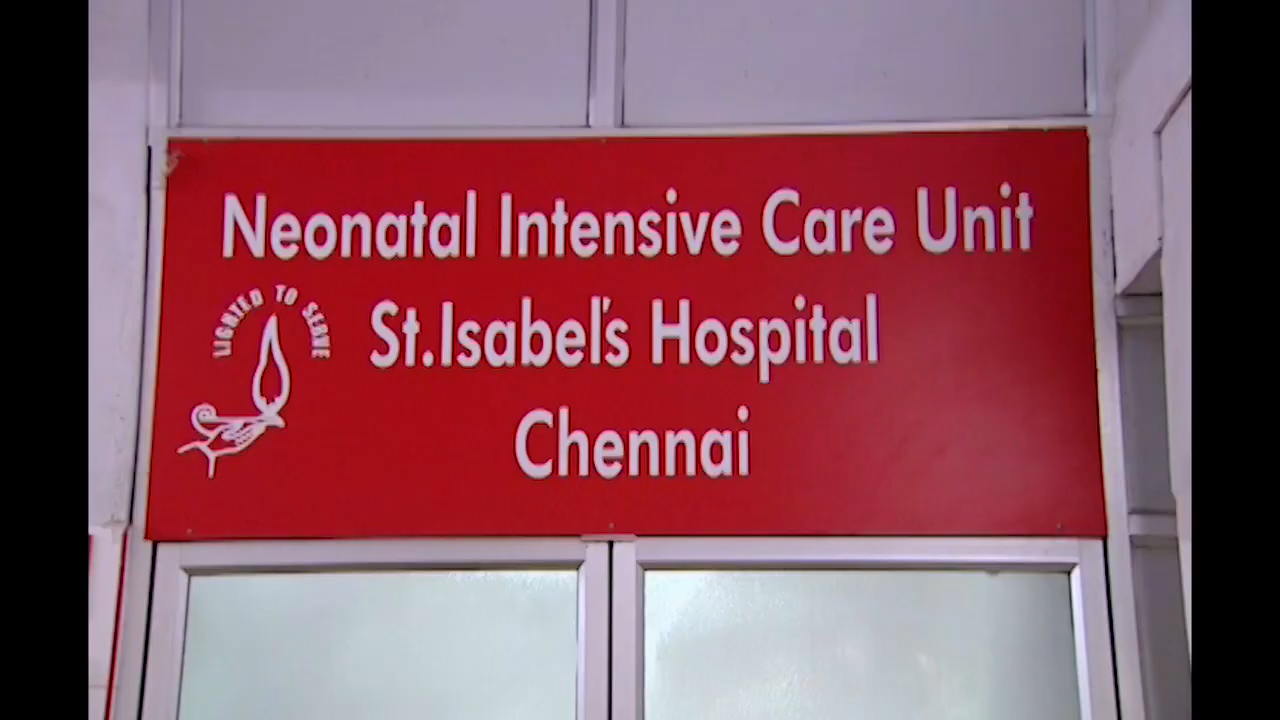 Neonatal Intensive Care Unit
LIGHTED TO SERVE
St.Isabel's Hospital
Chennai